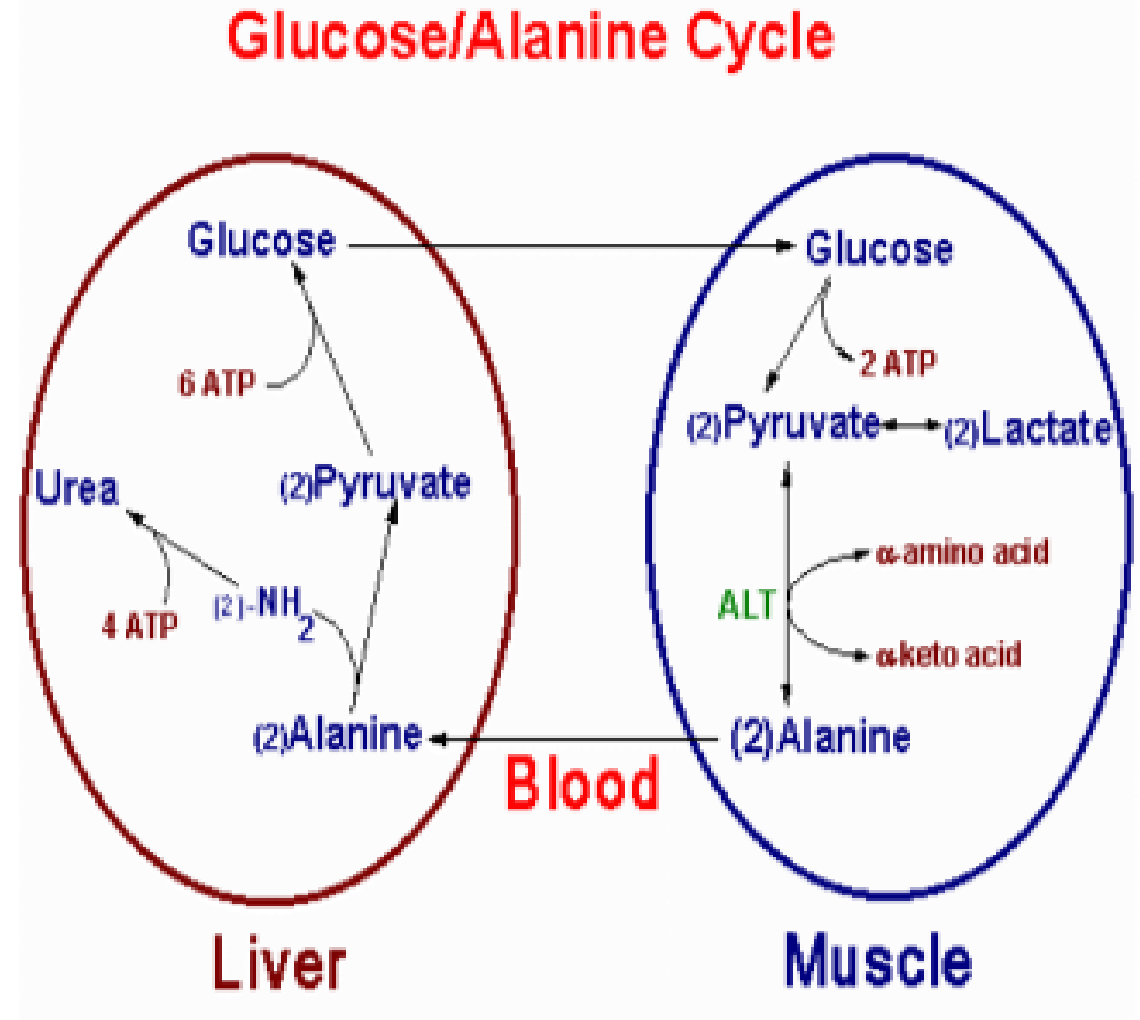 Glucose/Alanine Cycle
Glucose
Glucose
6 ATP
2 ATP
(2)Pyruvate
(2)Lactate
Urea
(2)Pyruvate
α-amino acid
4 ATP
(2)-NH2
ALT
α-keto acid
(2)Alanine
(2)Alanine
Blood
Liver
Muscle